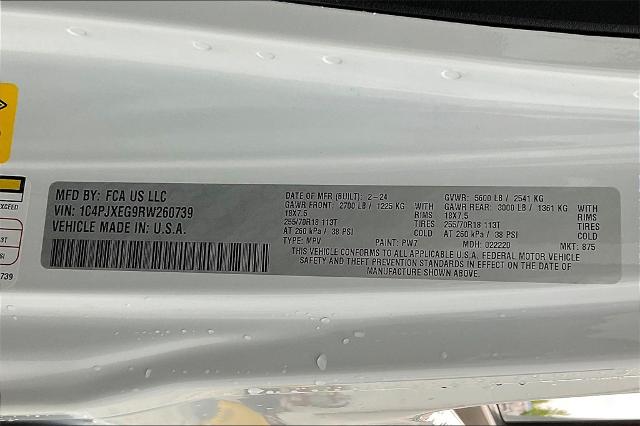 MFD BY: FCA US LLC
VIN: 1C4PJXEG9RW260739
VEHICLE MADE IN: U.S.A.
DATE OF MFR (BUILT): 2-24 GVWR: 5600 LB / 2541 KG
GAWR FRONT: 2700 LB / 1225 KG GAWR REAR: 3000 LB / 1361 KG
18X7.5 RIMS 18X7.5 RIMS
255/70R18 113T TIRES 255/70R18 113T TIRES
AT 260 kPa / 38 PSI COLD AT 260 kPa / 38 PSI COLD
TYPE: MPV PAINT: PW7 MDH: 022220 MKT: 875
THIS VEHICLE CONFORMS TO ALL APPLICABLE U.S.A. FEDERAL MOTOR VEHICLE
SAFETY AND THEFT PREVENTION STANDARDS IN EFFECT ON THE DATE OF
MANUFACTURE SHOWN ABOVE.
EXCEED
739